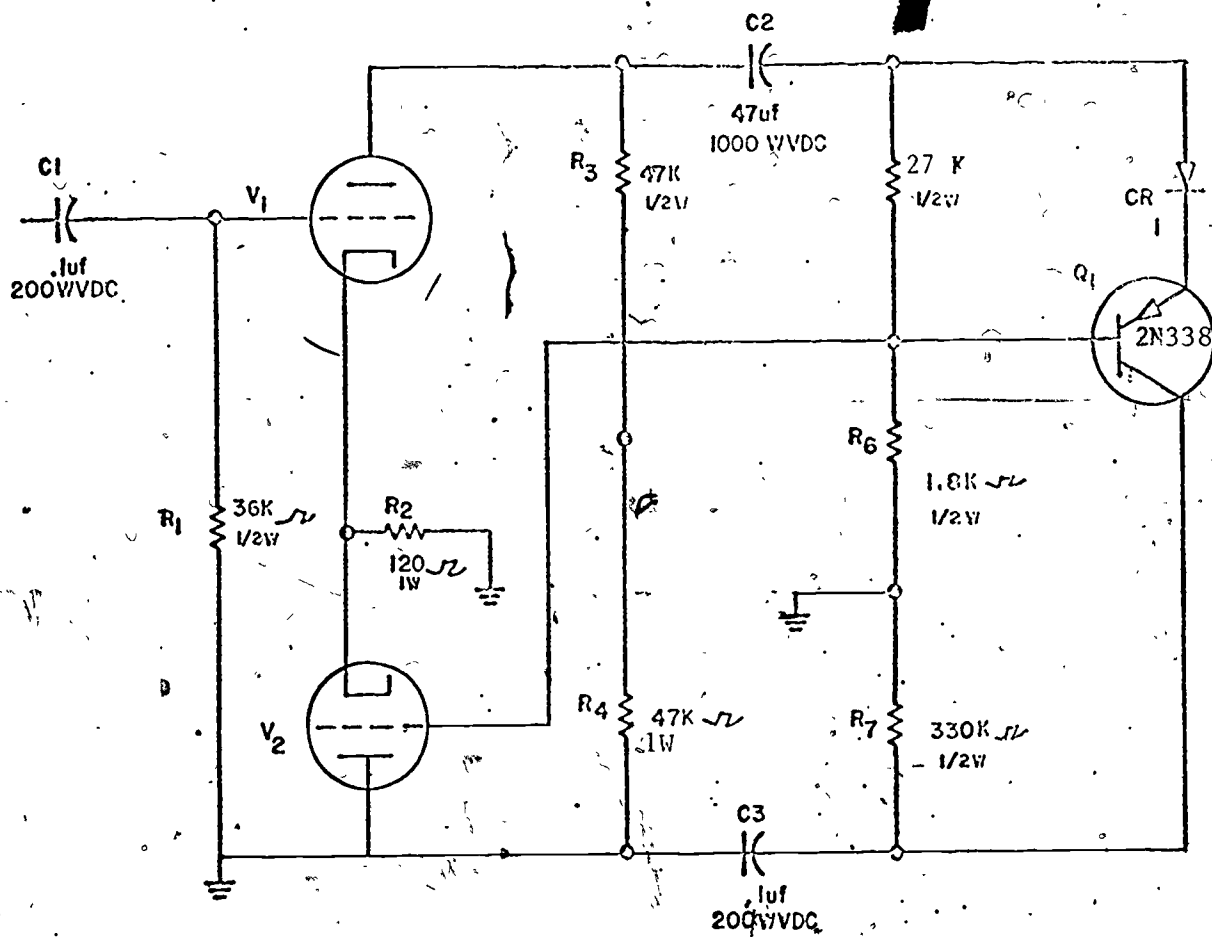 C2
47uf
1000 WVDC
C1
.1uf
200WVDC
V1
R3
47K
1/2W
27 K
1/2W
CR
1
Q1
2N338
R6
1.8K Ω
1/2W
R1
36K Ω
1/2W
R2
120 Ω
1W
V2
R4
47K Ω
1W
R7
330K Ω
1/2W
C3
.1uf
200WVDC